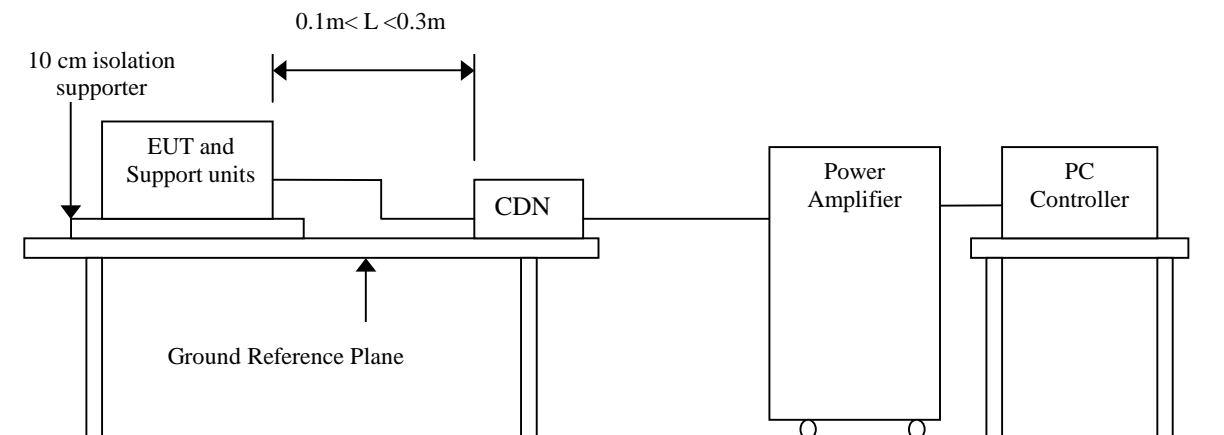 0.1m< L <0.3m
10 cm isolation
supporter
EUT and
Support units
CDN
Power
Amplifier
PC
Controller
Ground Reference Plane